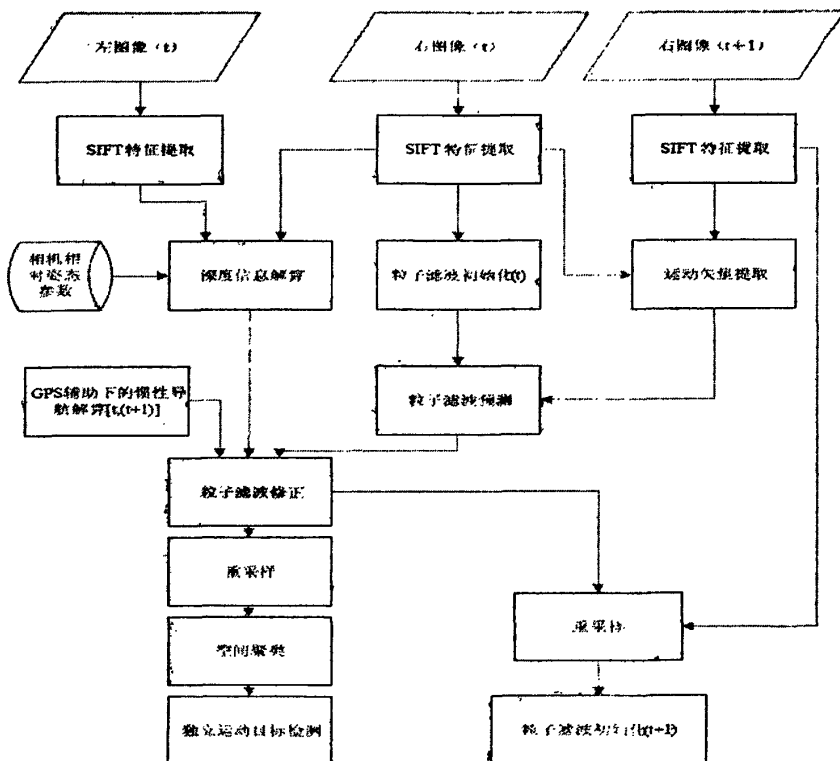 左图像（t）
右图像（t）
右图像（t+1）
SIFT特征提取
SIFT特征提取
SIFT特征提取
相机相
对姿态
参数
深度信息解算
粒子滤波初始化(t)
运动矢量提取
GPS辅助下的惯性导
航解算[t,(t+1)]
粒子滤波预测
粒子滤波修正
重采样
重采样
空间聚类
独立运动目标检测
粒子滤波初始化(t+1)